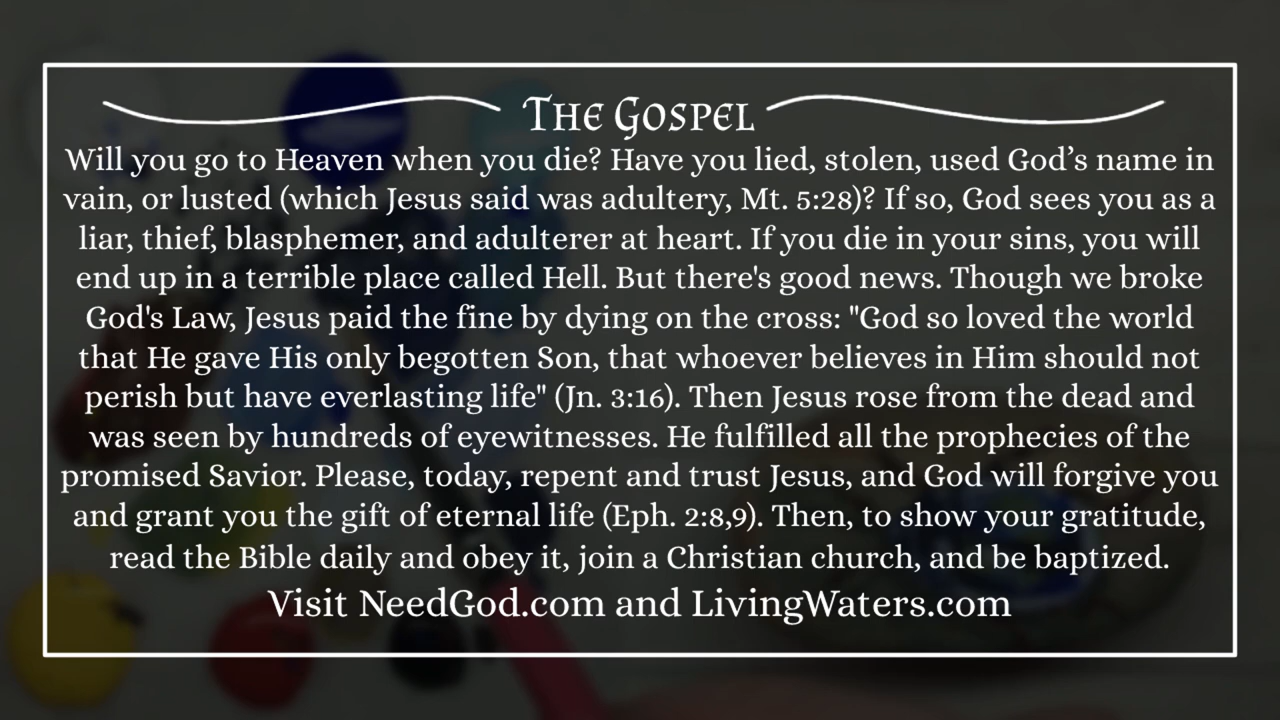 The Gospel
Will you go to Heaven when you die? Have you lied, stolen, used God’s name in
vain, or lusted (which Jesus said was adultery, Mt. 5:28)? If so, God sees you as a
liar, thief, blasphemer, and adulterer at heart. If you die in your sins, you will
end up in a terrible place called Hell. But there's good news. Though we broke
God's Law, Jesus paid the fine by dying on the cross: "God so loved the world
that He gave His only begotten Son, that whoever believes in Him should not
perish but have everlasting life" (Jn. 3:16). Then Jesus rose from the dead and
was seen by hundreds of eyewitnesses. He fulfilled all the prophecies of the
promised Savior. Please, today, repent and trust Jesus, and God will forgive you
and grant you the gift of eternal life (Eph. 2:8,9). Then, to show your gratitude,
read the Bible daily and obey it, join a Christian church, and be baptized.
Visit NeedGod.com and LivingWaters.com